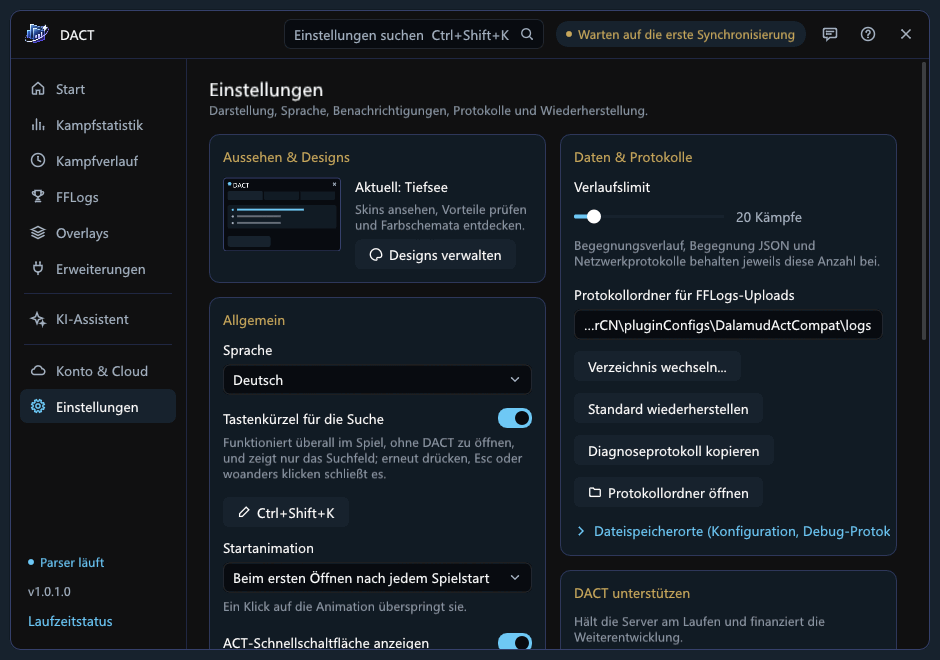 DACT
Einstellungen suchen Ctrl+Shift+K
Warten auf die erste Synchronisierung
Start
Kampfstatistik
Kampfverlauf
FFLogs
Overlays
Erweiterungen
KI-Assistent
Konto & Cloud
Einstellungen
Parser läuft
v1.0.1.0
Laufzeitstatus
Einstellungen
Darstellung, Sprache, Benachrichtigungen, Protokolle und Wiederherstellung.
Aussehen & Designs
DACT
Aktuell: Tiefsee
Skins ansehen, Vorteile prüfen
und Farbschemata entdecken.
Designs verwalten
Allgemein
Sprache
Deutsch
Tastenkürzel für die Suche
Funktioniert überall im Spiel, ohne DACT zu öffnen,
und zeigt nur das Suchfeld; erneut drücken, Esc oder
woanders klicken schließt es.
Ctrl+Shift+K
Startanimation
Beim ersten Öffnen nach jedem Spielstart
Ein Klick auf die Animation überspringt sie.
ACT-Schnellschaltfläche anzeigen
Daten & Protokolle
Verlaufslimit
20 Kämpfe
Begegnungsverlauf, Begegnung JSON und
Netzwerkprotokolle behalten jeweils diese Anzahl bei.
Protokollordner für FFLogs-Uploads
...rCN\pluginConfigs\DalamudActCompat\logs
Verzeichnis wechseln...
Standard wiederherstellen
Diagnoseprotokoll kopieren
Protokollordner öffnen
Dateispeicherorte (Konfiguration, Debug-Protok
DACT unterstützen
Hält die Server am Laufen und finanziert die
Weiterentwicklung.